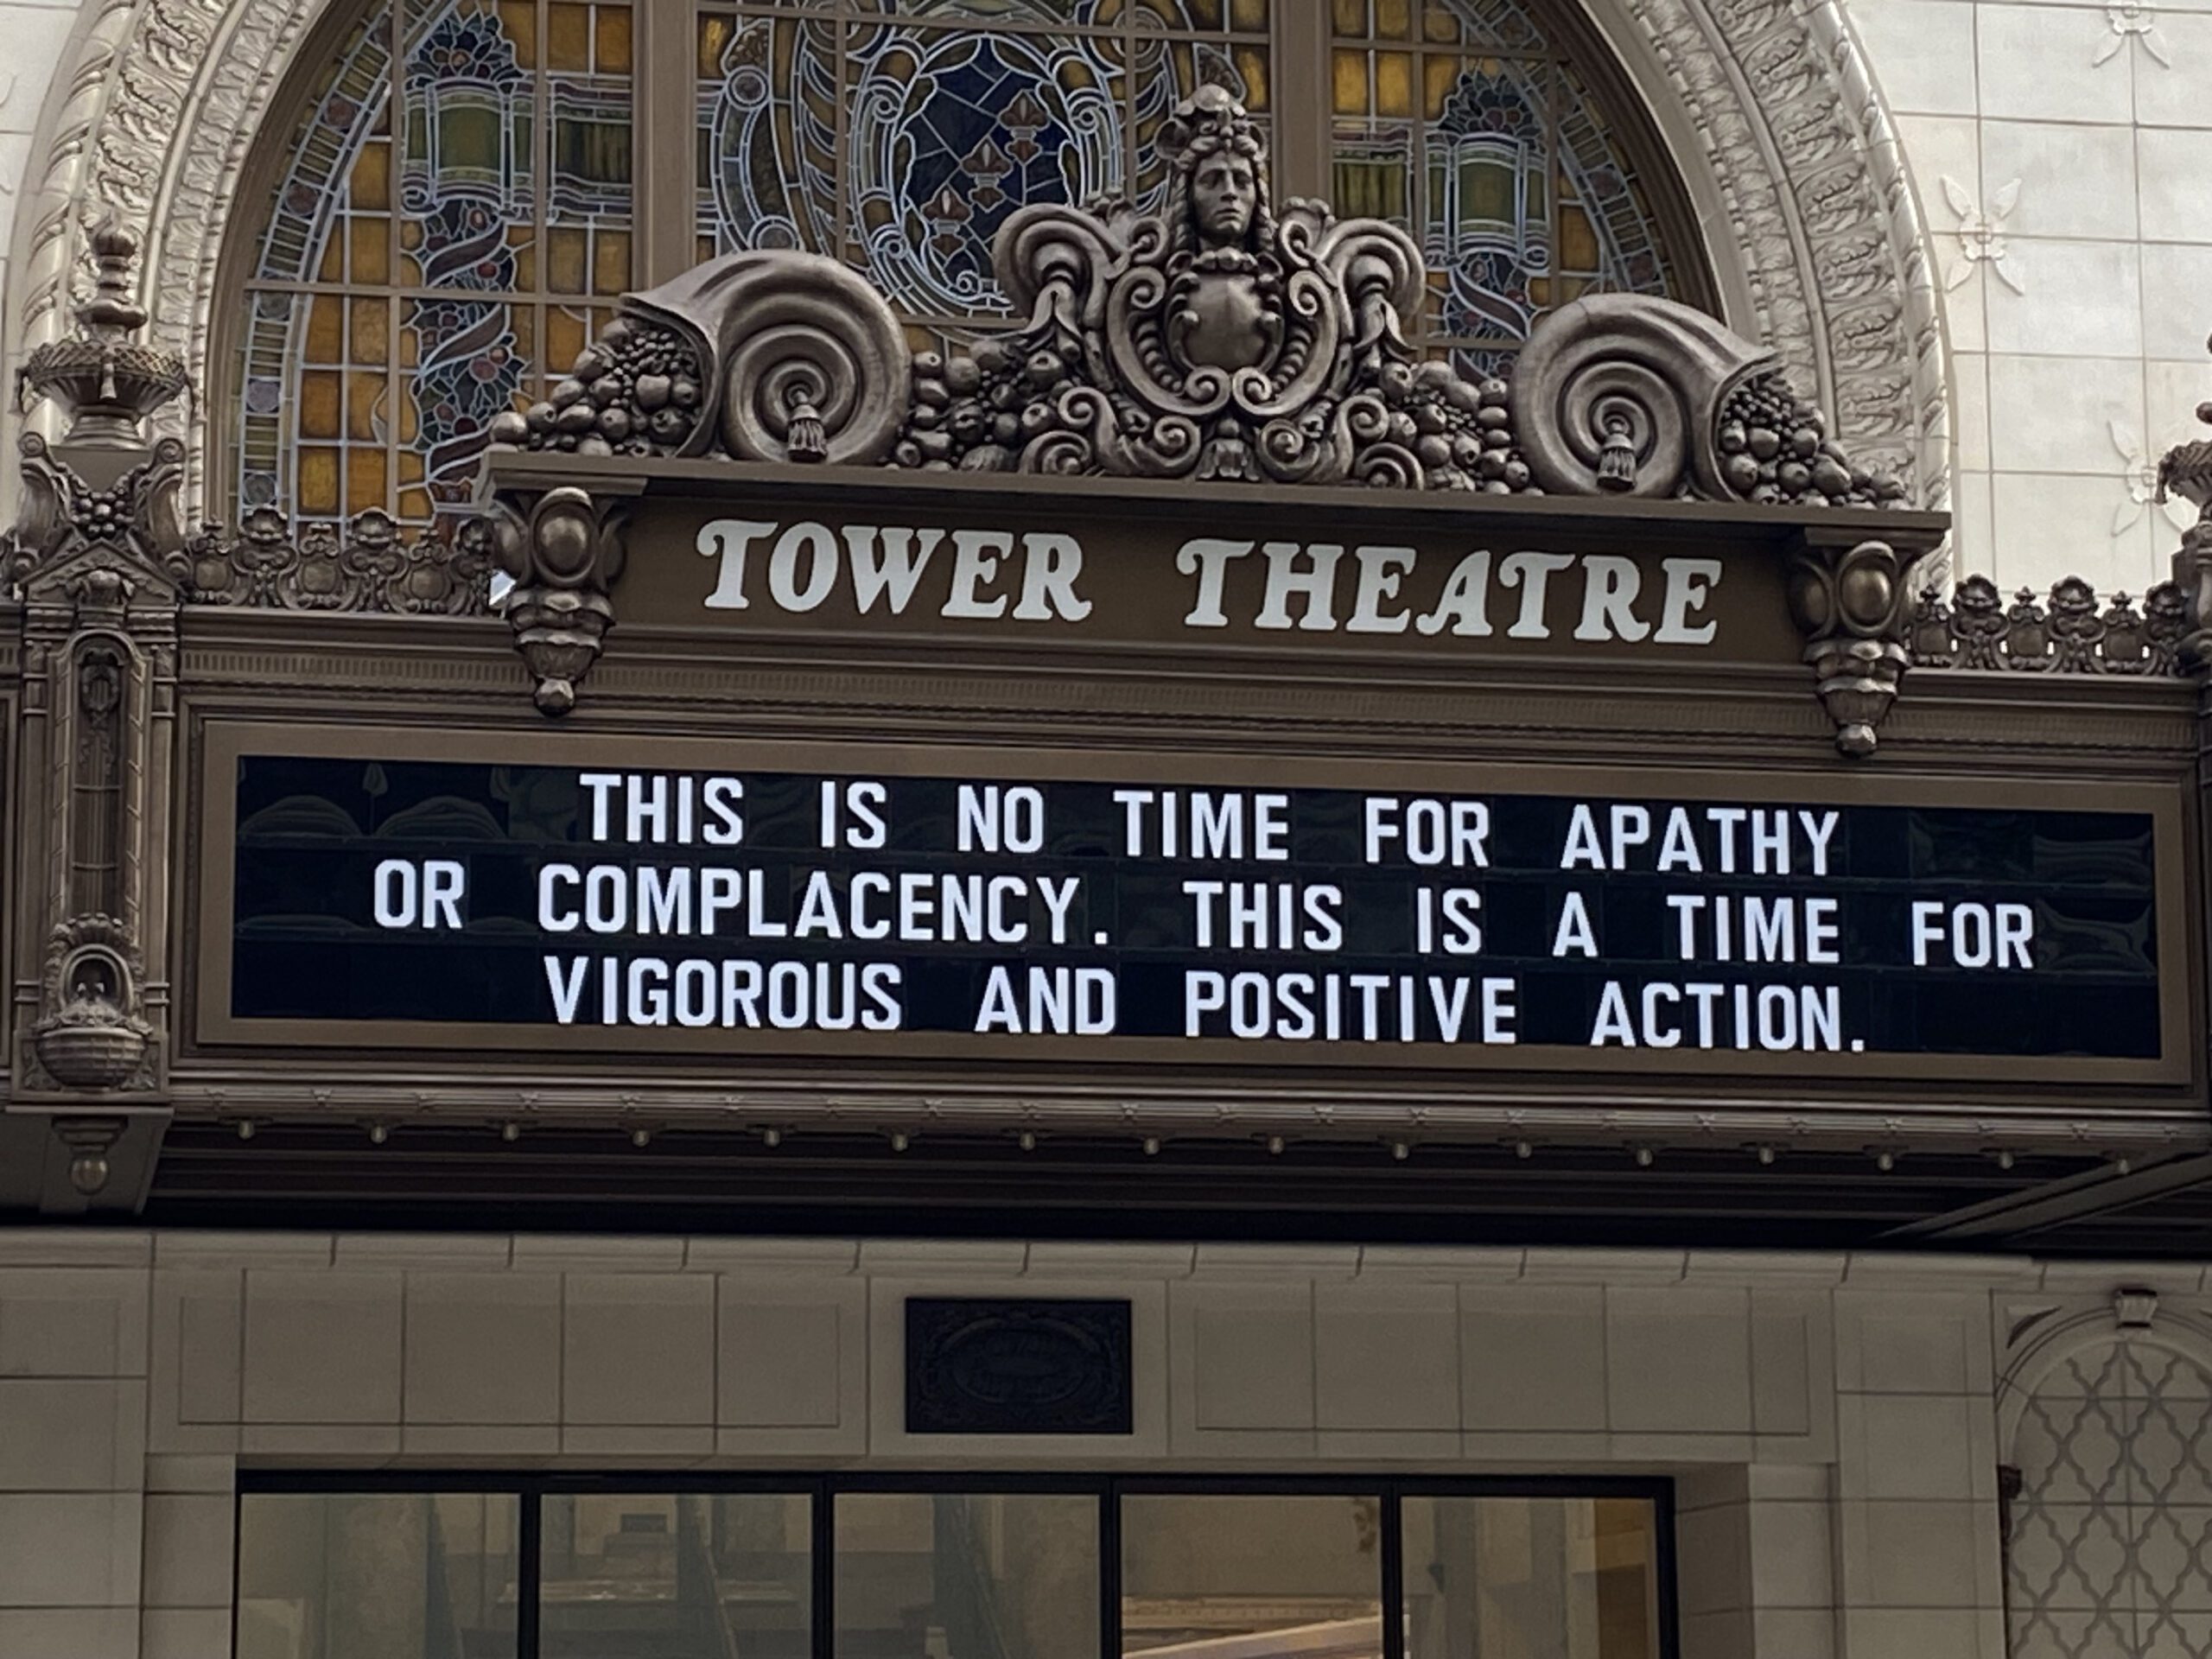 TOWER THEATRE
THIS IS NO TIME FOR APATHY
OR COMPLACENCY. THIS IS A TIME FOR
VIGOROUS AND POSITIVE ACTION.